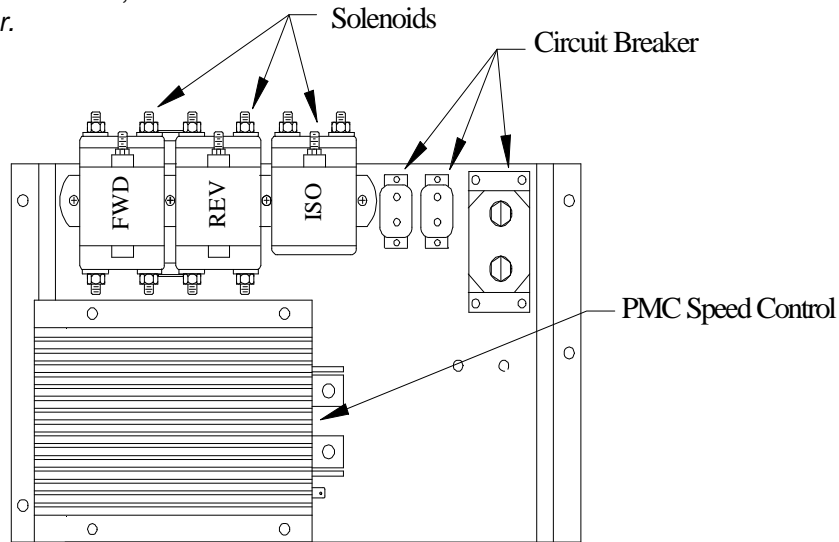 r.
Solenoids
Circuit Breaker
FWD
REV
ISO
PMC Speed Control